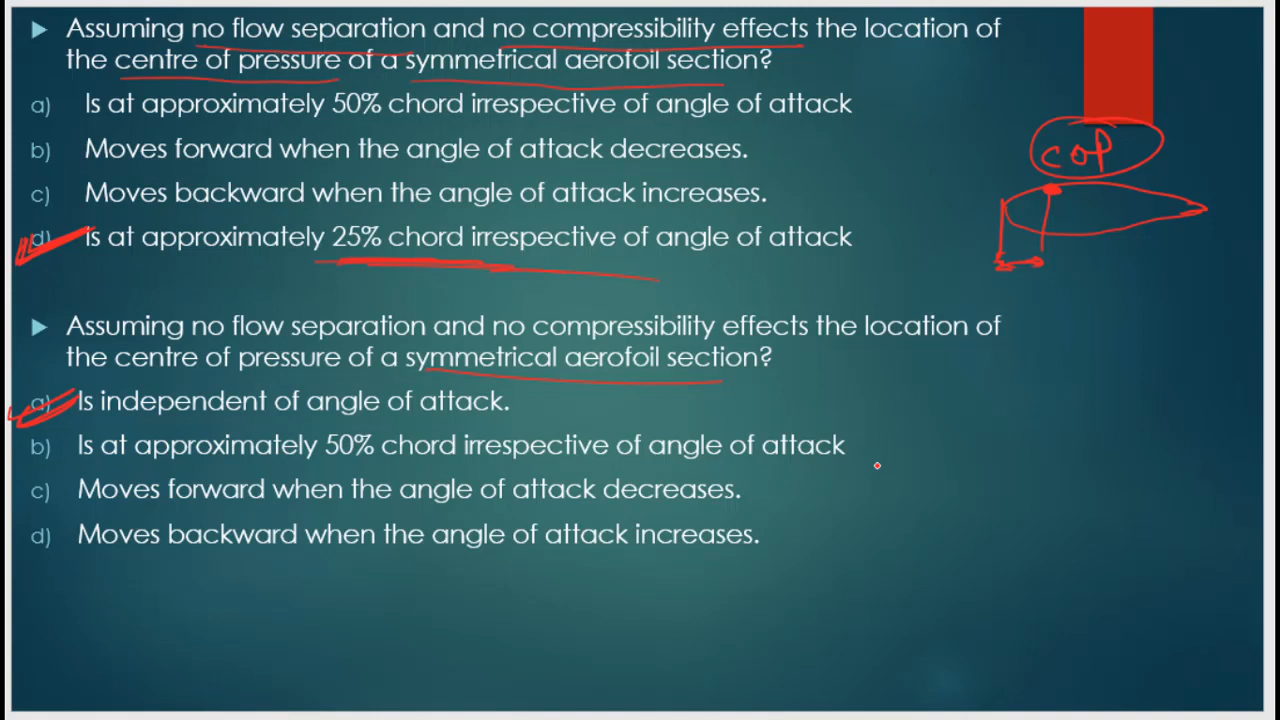 Assuming no flow separation and no compressibility effects the location of
the centre of pressure of a symmetrical aerofoil section?
a) Is at approximately 50% chord irrespective of angle of attack
b) Moves forward when the angle of attack decreases.
c) Moves backward when the angle of attack increases.
d) Is at approximately 25% chord irrespective of angle of attack
COP
Assuming no flow separation and no compressibility effects the location of
the centre of pressure of a symmetrical aerofoil section?
a) Is independent of angle of attack.
b) Is at approximately 50% chord irrespective of angle of attack
c) Moves forward when the angle of attack decreases.
d) Moves backward when the angle of attack increases.